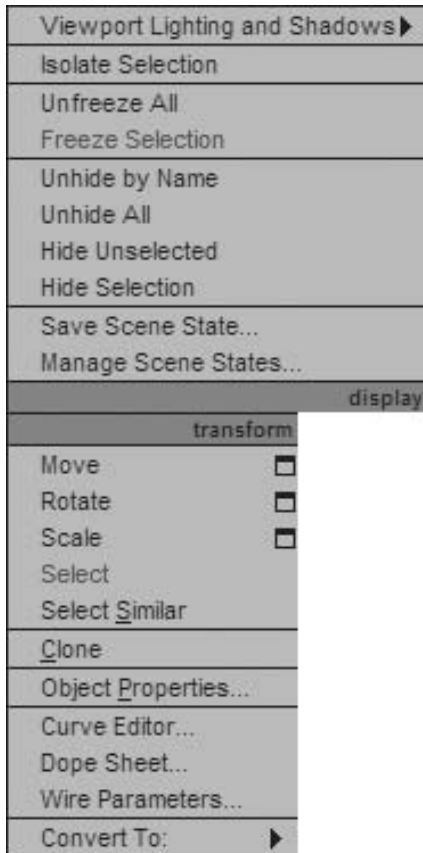 Viewport Lighting and Shadows
Isolate Selection
Unfreeze All
Freeze Selection
Unhide by Name
Unhide All
Hide Unselected
Hide Selection
Save Scene State...
Manage Scene States...
display
transform
Move
Rotate
Scale
Select
Select Similar
Clone
Object Properties...
Curve Editor...
Dope Sheet...
Wire Parameters...
Convert To: